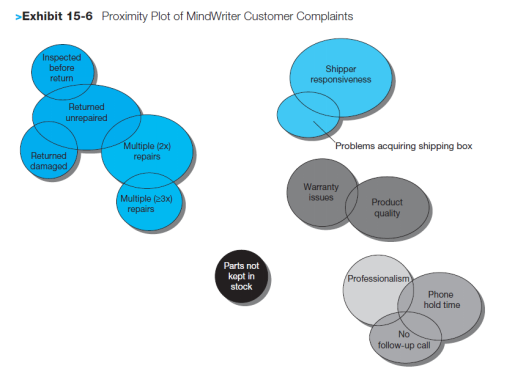 >Exhibit 15-6 Proximity Plot of MindWriter Customer Complaints
Inspected
before
return
Returned
unrepaired
Returned
damaged
Multiple (2x)
repairs
Multiple (≥3x)
repairs
Shipper
responsiveness
Problems acquiring shipping box
Warranty
issues
Product
quality
Parts not
kept in
stock
Professionalism
Phone
hold time
No
follow-up call